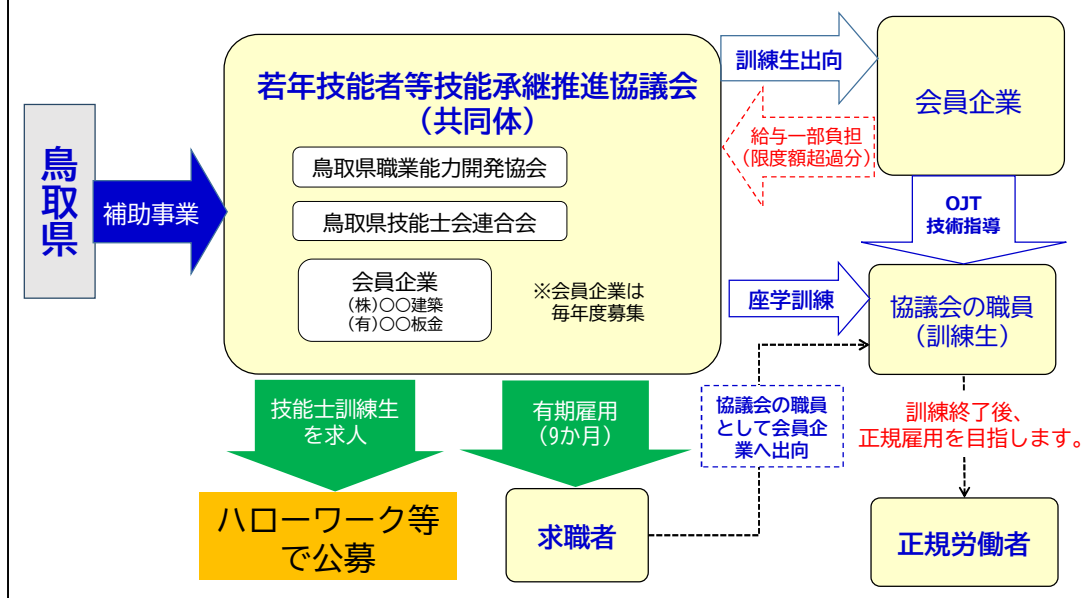 鳥取県
補助事業
若年技能者等技能承継推進協議会
（共同体）
鳥取県職業能力開発協会
鳥取県技能士会連合会
会員企業
(株)〇〇建築
(有)〇〇板金
※会員企業は
毎年度募集
訓練生出向
給与一部負担
（限度額超過分）
会員企業
OJT
技術指導
座学訓練
協議会の職員
（訓練生）
技能士訓練生
を求人
有期雇用
（9か月）
協議会の職員
として会員企
業へ出向
訓練終了後、
正規雇用を目指します。
ハローワーク等
で公募
求職者
正規労働者